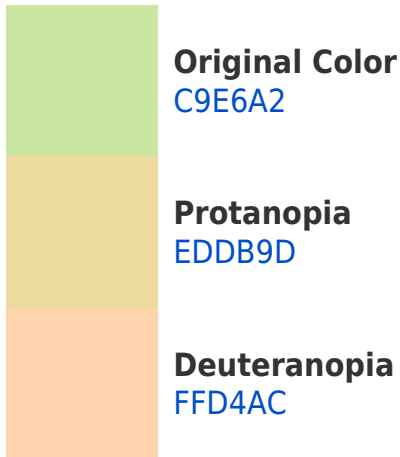 Original Color
C9E6A2
Protanopia
EDDB9D
Deuteranopia
FFD4AC